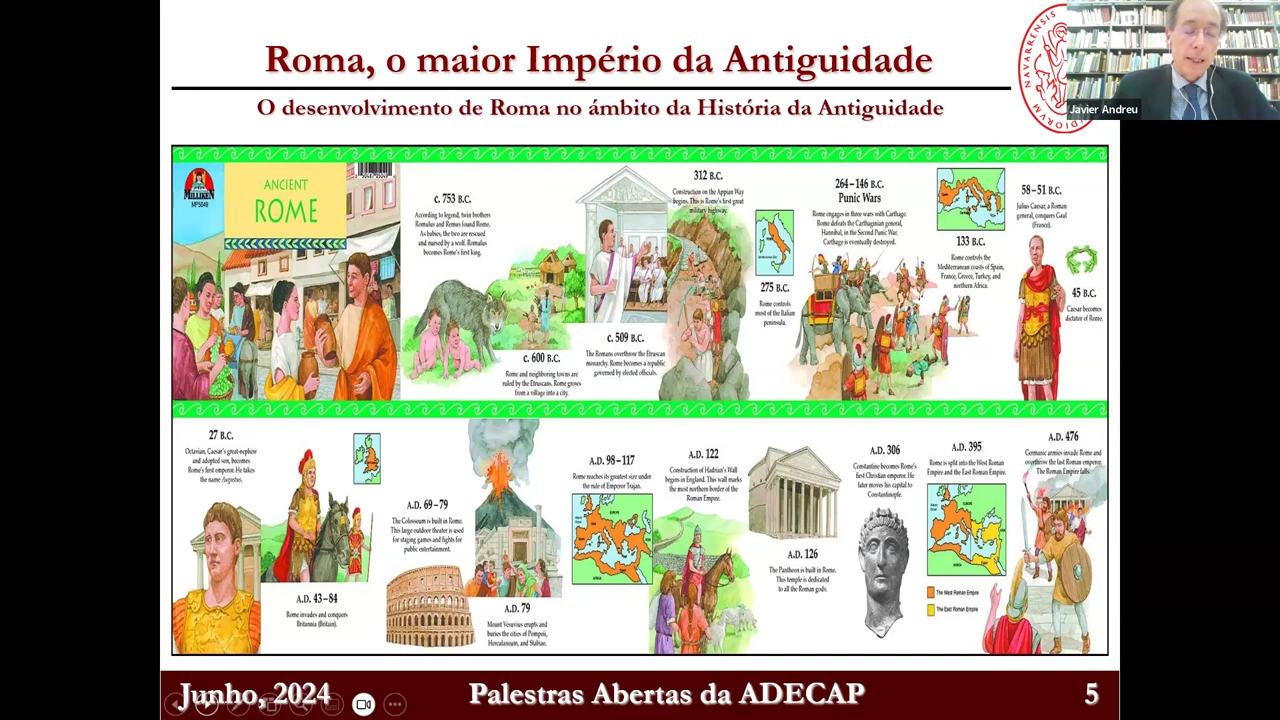 Roma, o maior Império da Antiguidade
O desenvolvimento de Roma no ámbito da História da Antiguidade
NAVARRENSIS
Javier Andreu
MILLIKEN
ANCIENT
ROME
c. 753 B.C.
According to legend, twin brothers
Romulus and Remus found Rome.
As babies, the two are rescued
and nursed by a wolf. Romulus
becomes Rome's first king.
c. 600 B.C.
Rome and neighboring towns are
ruled by the Etruscans. Rome grows
from a village into a city.
c. 509 B.C.
The Romans overthrow the Etruscan
monarchy. Rome becomes a republic
governed by elected officials.
312 B.C.
Construction on the Appian Way
begins. This is Rome's first great
military highway.
275 B.C.
Rome controls
most of the Italian
peninsula.
264–146 B.C.
Punic Wars
Rome engages in three wars with Carthage.
Rome defeats the Carthaginian general,
Hannibal, in the Second Punic War.
Carthage is eventually destroyed.
133 B.C.
Rome controls the
Mediterranean coasts of Spain,
France, Greece, Turkey, and
northern Africa.
58–51 B.C.
Julius Caesar, a Roman
general, conquers Gaul
(France).
45 B.C.
Caesar becomes
dictator of Rome.
27 B.C.
Octavian, Caesar's great-nephew
and adopted son, becomes
Rome's first emperor. He takes
the name Augustus.
A.D. 43–84
Rome invades and conquers
Britannia (Britain).
A.D. 69–79
The Colosseum is built in Rome.
This large outdoor theater is used
for staging games and fights for
public entertainment.
A.D. 79
Mount Vesuvius erupts and
buries the cities of Pompeii,
Herculaneum, and Stabiae.
A.D. 98–117
Rome reaches its greatest size under
the rule of Emperor Trajan.
A.D. 122
Construction of Hadrian's Wall
begins in England. This wall marks
the most northern border of the
Roman Empire.
A.D. 126
The Pantheon is built in Rome.
This temple is dedicated
to all the Roman gods.
A.D. 306
Constantine becomes Rome's
first Christian emperor. He
later moves his capital to
Constantinople.
A.D. 395
Rome is split into the West Roman
Empire and the East Roman Empire.
The West Roman Empire
The East Roman Empire
A.D. 476
Germanic armies invade Rome and
overthrow the last Roman emperor.
The Roman Empire falls.
Junho, 2024
Palestras Abertas da ADECAP
5